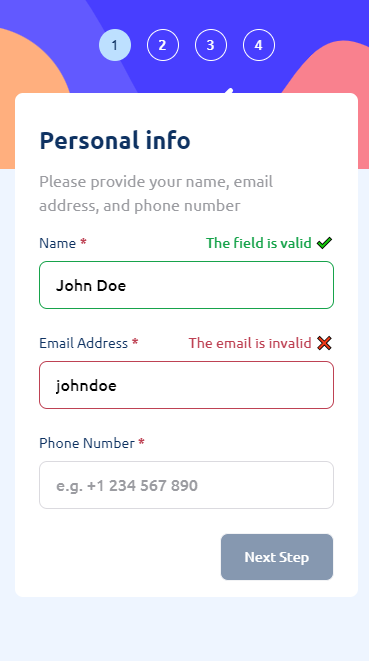 1 2 3 4
Personal info
Please provide your name, email
address, and phone number
Name * The field is valid
John Doe
Email Address * The email is invalid
johndoe
Phone Number *
e.g. +1 234 567 890
Next Step